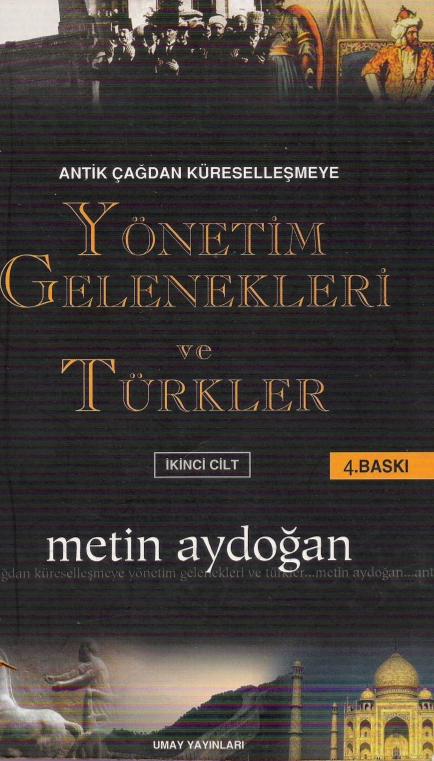 ANTİK ÇAĞDAN KÜRESELLEŞMEYE
YÖNETİM
GELENEKLERİ
ve
TÜRKLER
İKİNCİ CİLT
4.BASKI
metin aydoğan
ğdan küreselleşmeye yönetim gelenekleri ve türkler...metin aydoğan...ant
UMAY YAYINLARI